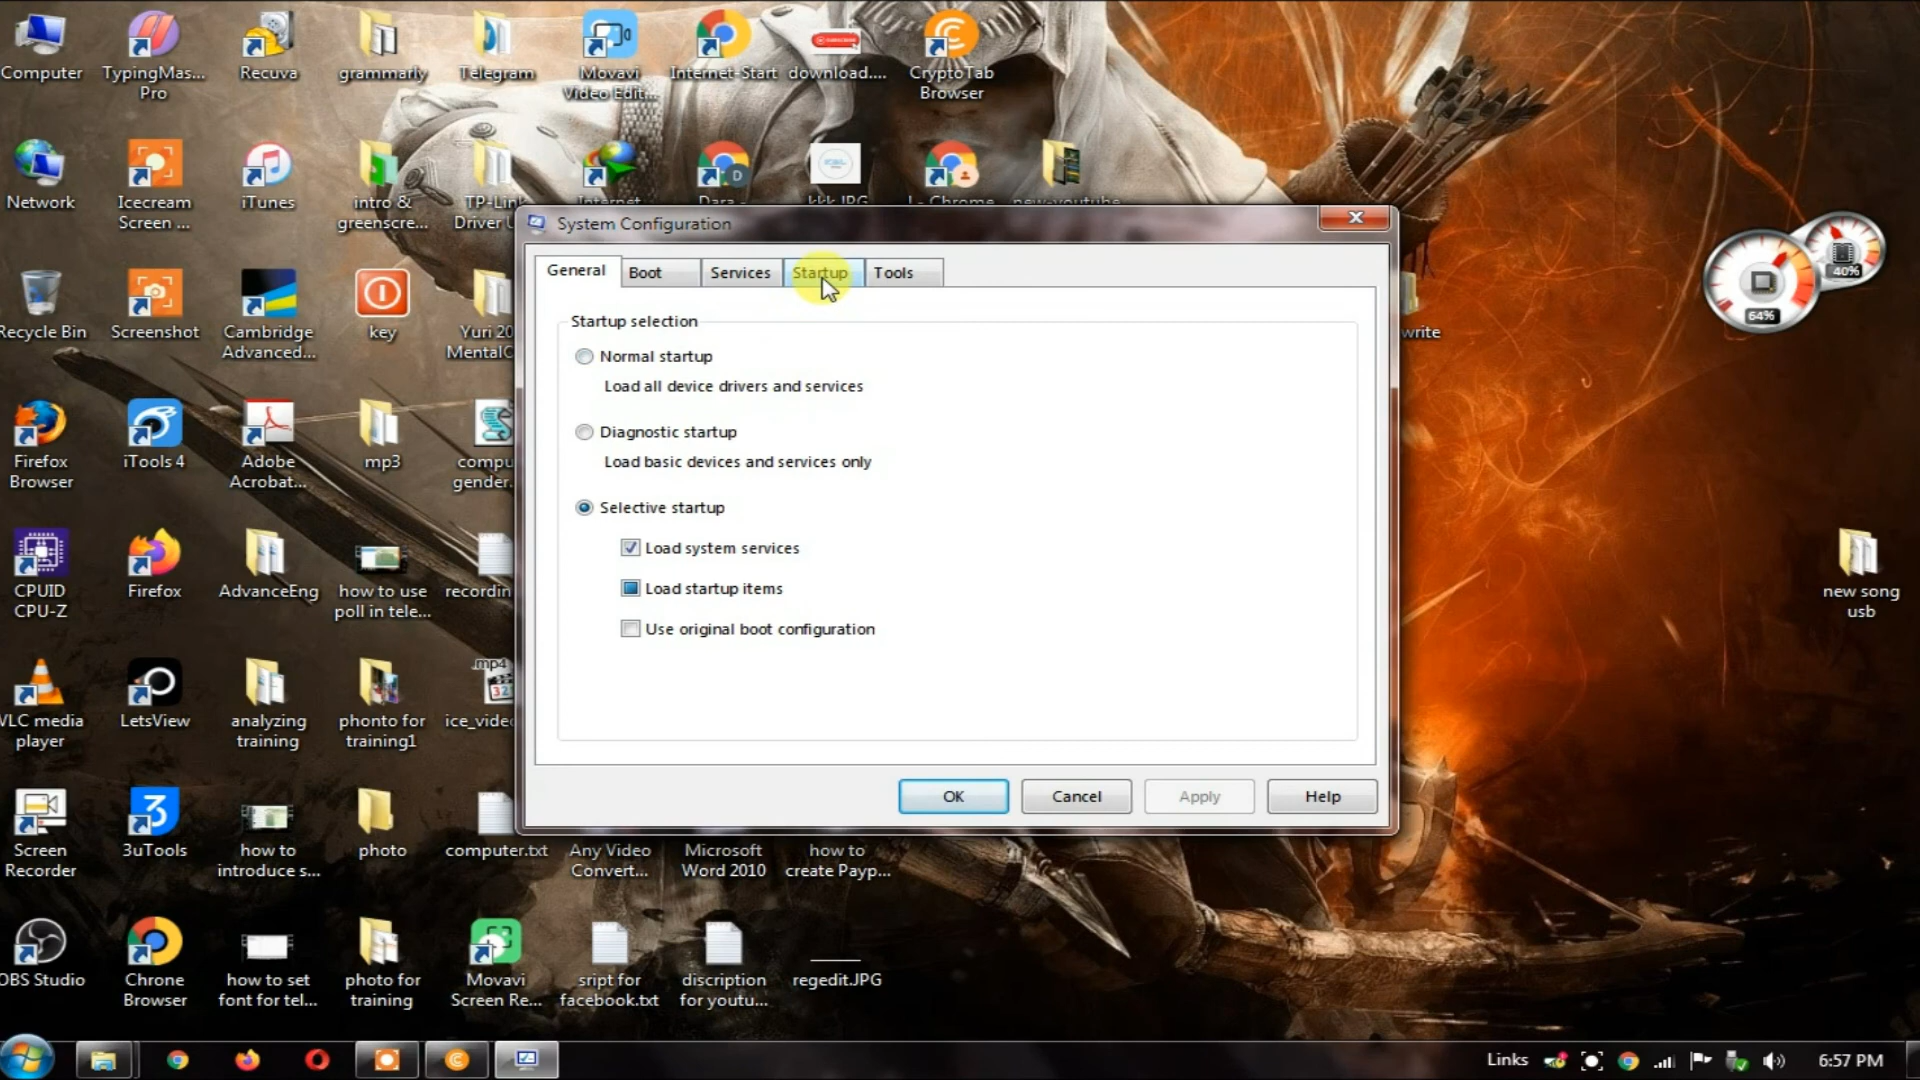 Computer
TypingMas...
Pro
Recuva
grammarly
Telegram
Movavi
Video Edit...
Internet-Start
download....
CryptoTab
Browser
Network
Icecream
Screen ...
iTunes
intro &
greenscre...
TP-Link
Driver U
Internet
Dara -
kkk.JPG
L - Chrome
new-youtube
Recycle Bin
Screenshot
Cambridge
Advanced...
key
Yuri 20
MentalC
write
40%
64%
System Configuration
General
Boot
Services
Startup
Tools
Startup selection
Normal startup
Load all device drivers and services
Diagnostic startup
Load basic devices and services only
Selective startup
Load system services
Load startup items
Use original boot configuration
OK
Cancel
Apply
Help
Firefox
Browser
iTools 4
Adobe
Acrobat...
mp3
compu
gender.
CPUID
CPU-Z
Firefox
AdvanceEng
how to use
poll in tele...
recordin
new song
usb
VLC media
player
LetsView
analyzing
training
phonto for
training1
.mp4
321
ice_videc
Screen
Recorder
3
3uTools
how to
introduce s...
photo
computer.txt
Any Video
Convert...
Microsoft
Word 2010
how to
create Payp...
OBS Studio
Chrone
Browser
how to set
font for tel...
photo for
training
Movavi
Screen Re...
sript for
facebook.txt
discription
for youtu...
regedit.JPG
Links
6:57 PM